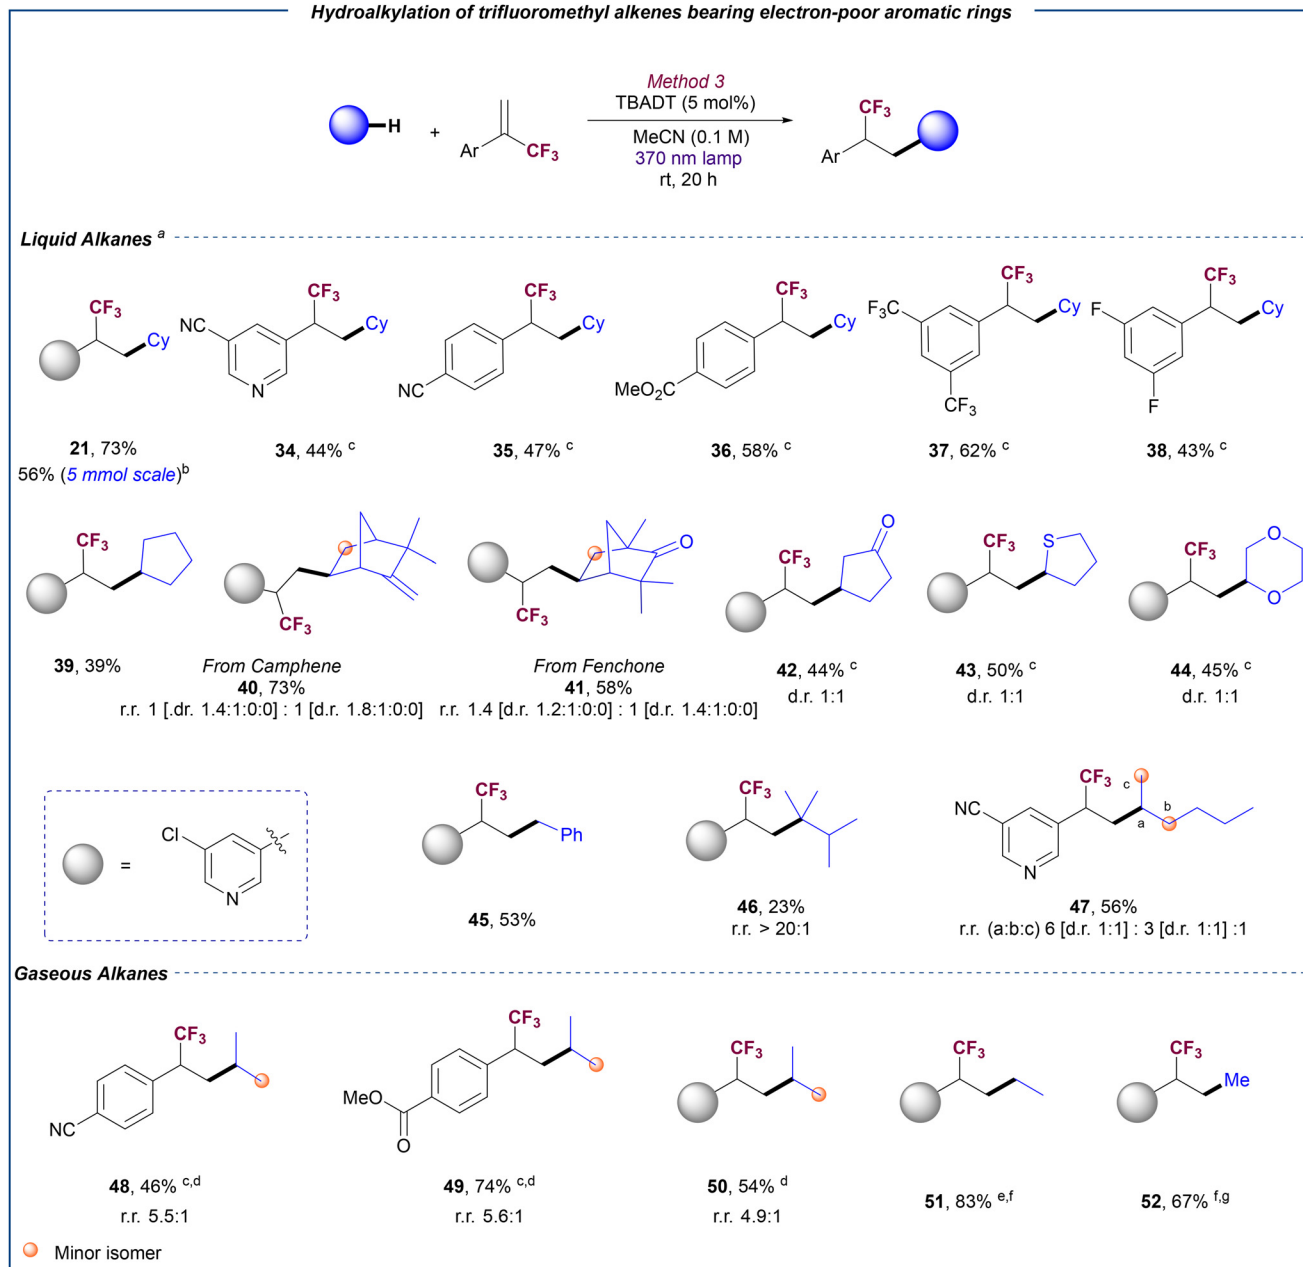 Hydroalkylation of trifluoromethyl alkenes bearing electron-poor aromatic rings
Method 3
TBADT (5 mol%)
MeCN (0.1 M)
370 nm lamp
rt, 20 h
H
+
Ar
CF3
CF3
Ar
Liquid Alkanes a
CF3
Cy
21, 73%
56% (5 mmol scale)b
CF3
NC
Cy
N
34, 44% c
CF3
Cy
NC
35, 47% c
CF3
Cy
MeO2C
36, 58% c
CF3
F3C
Cy
CF3
37, 62% c
CF3
F
Cy
F
38, 43% c
CF3
39, 39%
CF3
From Camphene
40, 73%
r.r. 1 [.dr. 1.4:1:0:0] : 1 [d.r. 1.8:1:0:0]
O
CF3
From Fenchone
41, 58%
r.r. 1.4 [d.r. 1.2:1:0:0] : 1 [d.r. 1.4:1:0:0]
O
CF3
42, 44% c
d.r. 1:1
CF3
S
43, 50% c
d.r. 1:1
CF3
O
O
44, 45% c
d.r. 1:1
=
Cl
N
CF3
Ph
45, 53%
CF3
46, 23%
r.r. > 20:1
CF3
c
b
a
NC
N
47, 56%
r.r. (a:b:c) 6 [d.r. 1:1] : 3 [d.r. 1:1] :1
Gaseous Alkanes
CF3
NC
48, 46% c,d
r.r. 5.5:1
CF3
MeO
O
49, 74% c,d
r.r. 5.6:1
CF3
50, 54% d
r.r. 4.9:1
CF3
51, 83% e,f
CF3
Me
52, 67% f,g
Minor isomer